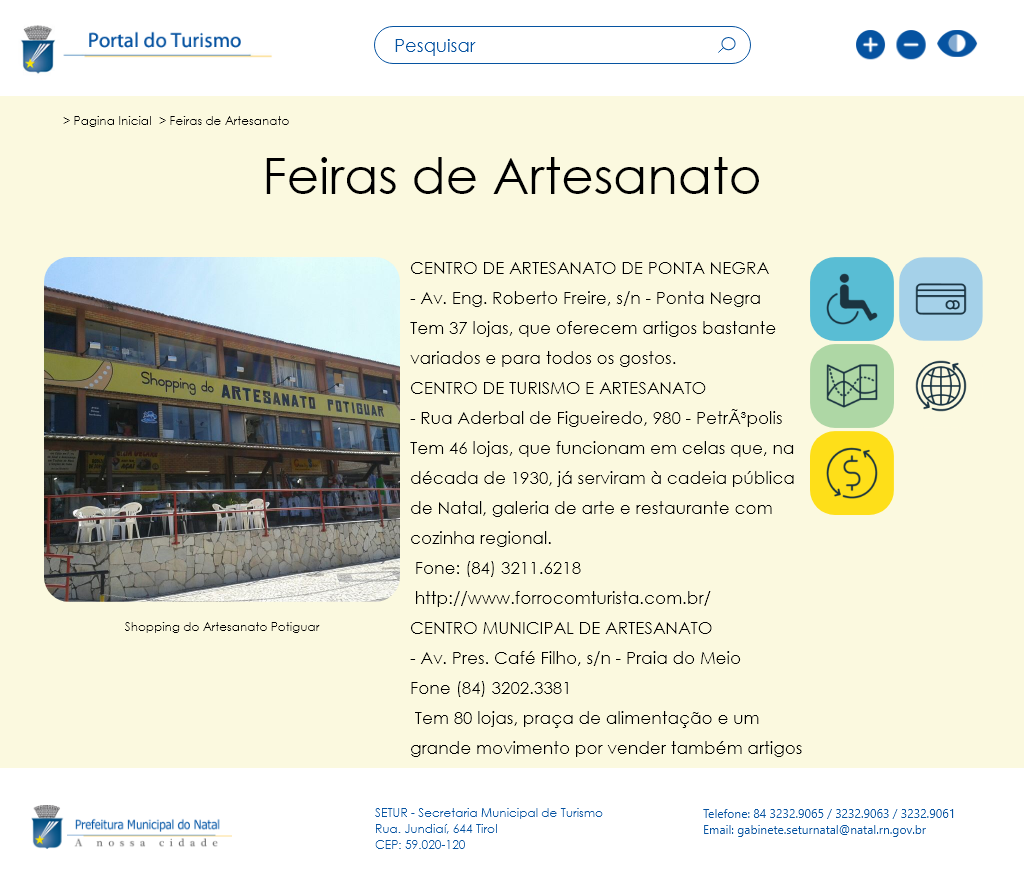 Portal do Turismo
Pesquisar
> Pagina Inicial > Feiras de Artesanato
Feiras de Artesanato
Shopping do ARTESANATO POTIGUAR
Shopping do Artesanato Potiguar
CENTRO DE ARTESANATO DE PONTA NEGRA
- Av. Eng. Roberto Freire, s/n - Ponta Negra
Tem 37 lojas, que oferecem artigos bastante
variados e para todos os gostos.
CENTRO DE TURISMO E ARTESANATO
- Rua Aderbal de Figueiredo, 980 - PetrÃ³polis
Tem 46 lojas, que funcionam em celas que, na
década de 1930, já serviram à cadeia pública
de Natal, galeria de arte e restaurante com
cozinha regional.
Fone: (84) 3211.6218
http://www.forrocomturista.com.br/
CENTRO MUNICIPAL DE ARTESANATO
- Av. Pres. Café Filho, s/n - Praia do Meio
Fone (84) 3202.3381
Tem 80 lojas, praça de alimentação e um
grande movimento por vender também artigos
Prefeitura Municipal do Natal
A nossa cidade
SETUR - Secretaria Municipal de Turismo
Rua. Jundiaí, 644 Tirol
CEP: 59.020-120
Telefone: 84 3232.9065 / 3232.9063 / 3232.9061
Email: gabinete.seturnatal@natal.rn.gov.br